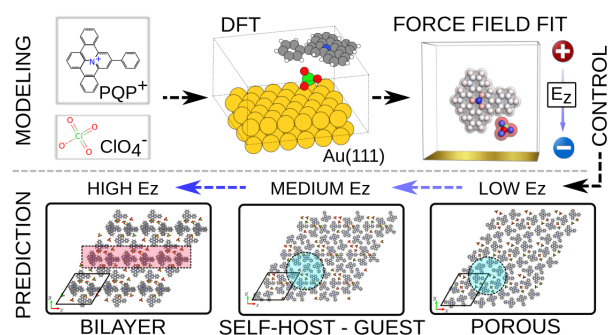 MODELING
DFT
FORCE FIELD FIT
N+
PQP+
Cl
O
O
O
O-
ClO4-
Au(111)
+
Ez
−
CONTROL
HIGH Ez
MEDIUM Ez
LOW Ez
PREDICTION
y
x
y
x
y
x
BILAYER
SELF-HOST - GUEST
POROUS